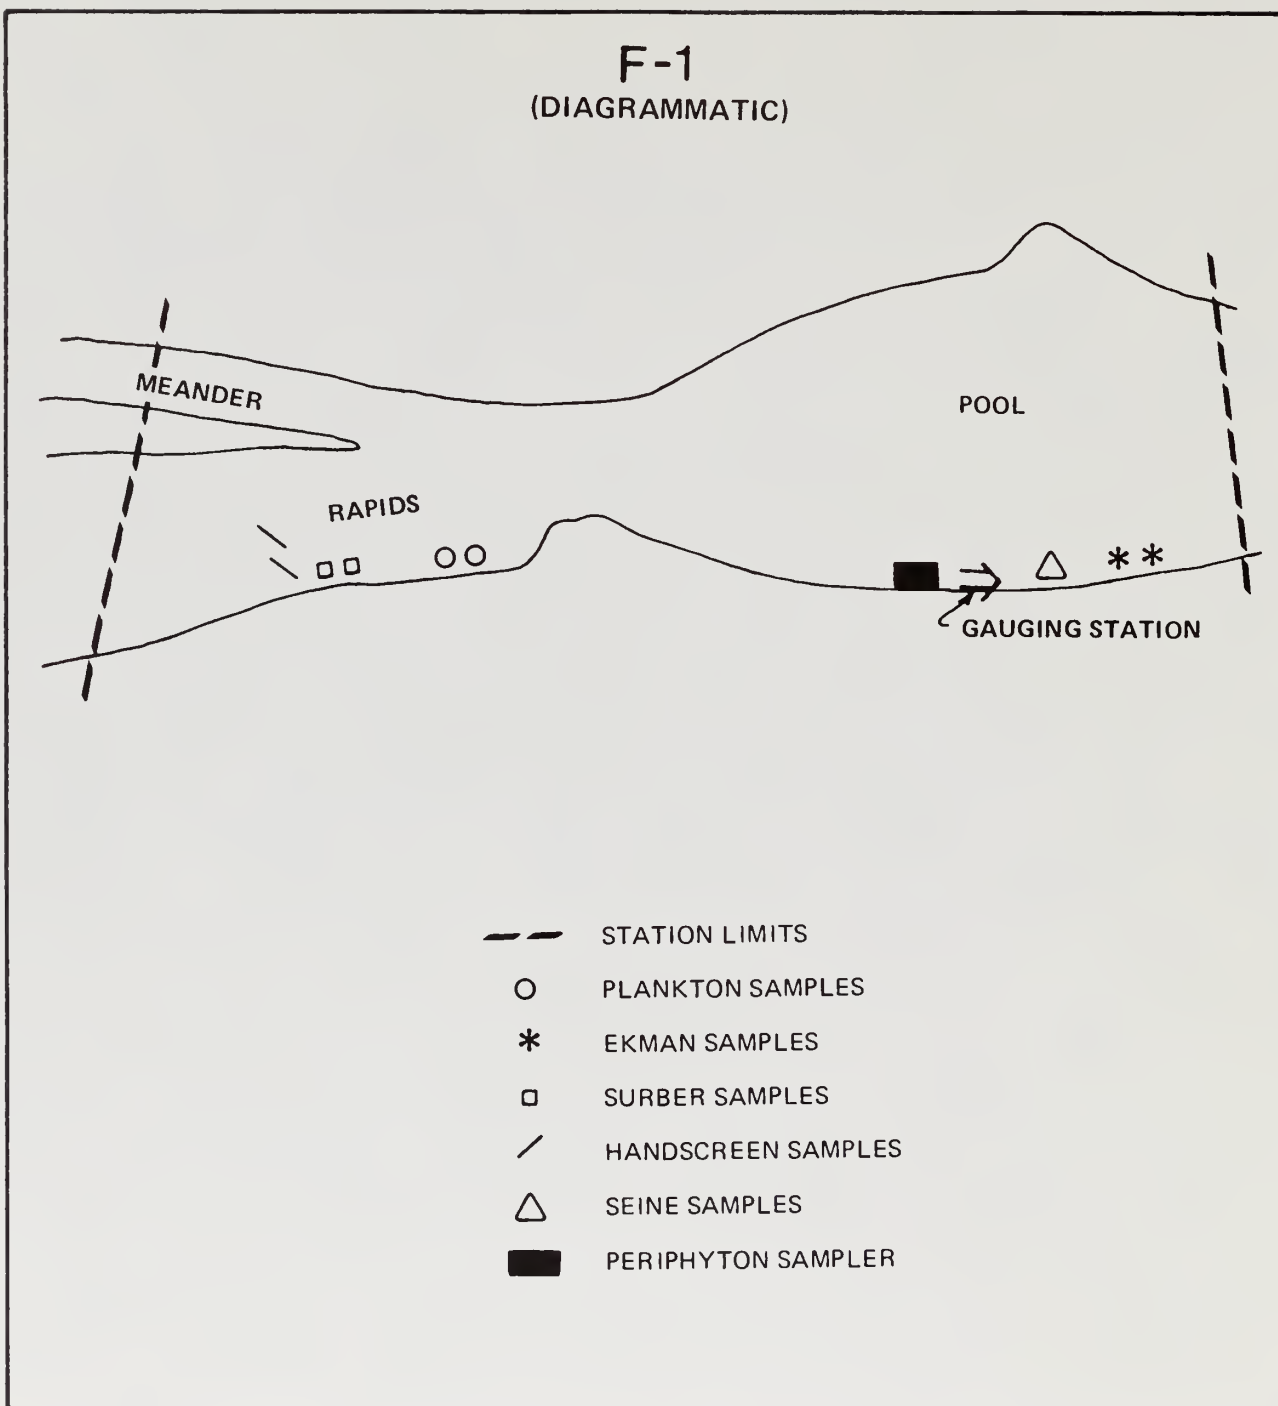 F-1
(DIAGRAMMATIC)
MEANDER
POOL
RAPIDS
GAUGING STATION
STATION LIMITS
PLANKTON SAMPLES
EKMAN SAMPLES
SURBER SAMPLES
HANDSCREEN SAMPLES
SEINE SAMPLES
PERIPHYTON SAMPLER